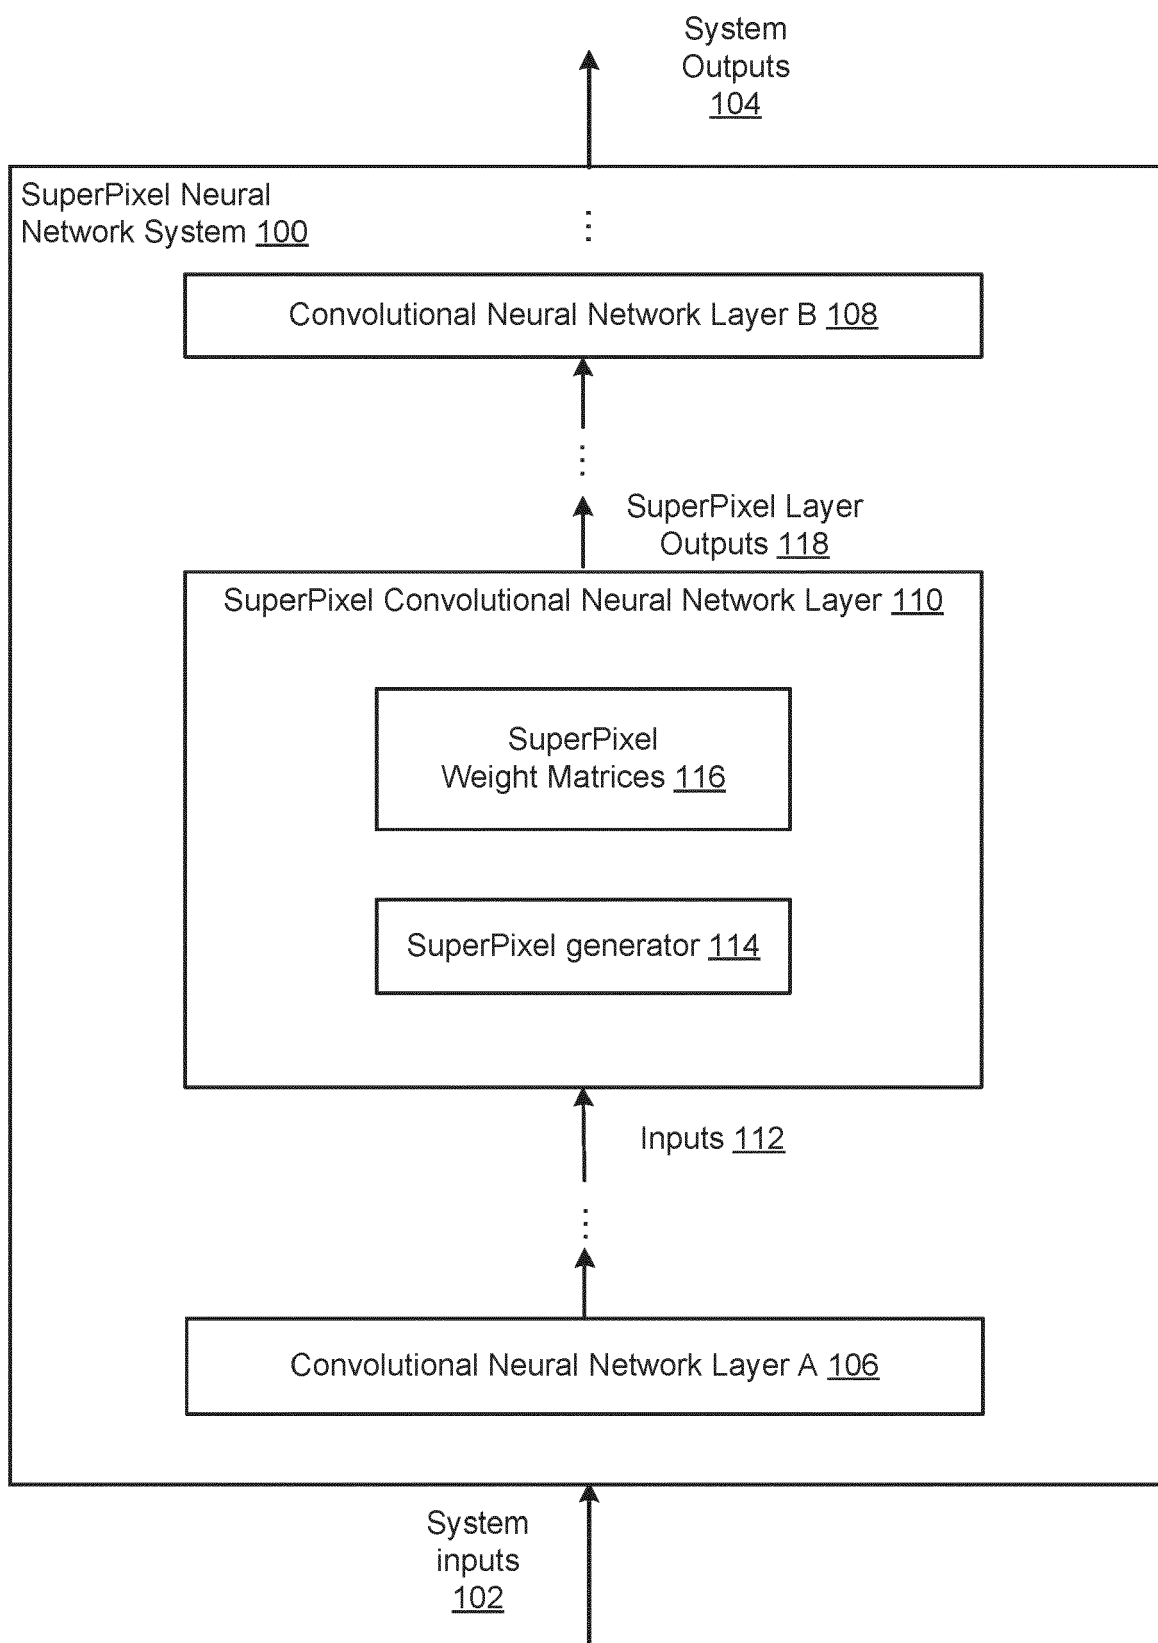 System
Outputs
104
SuperPixel Neural
Network System 100
Convolutional Neural Network Layer B 108
SuperPixel Layer
Outputs 118
SuperPixel Convolutional Neural Network Layer 110
SuperPixel
Weight Matrices 116
SuperPixel generator 114
Inputs 112
Convolutional Neural Network Layer A 106
System
inputs
102